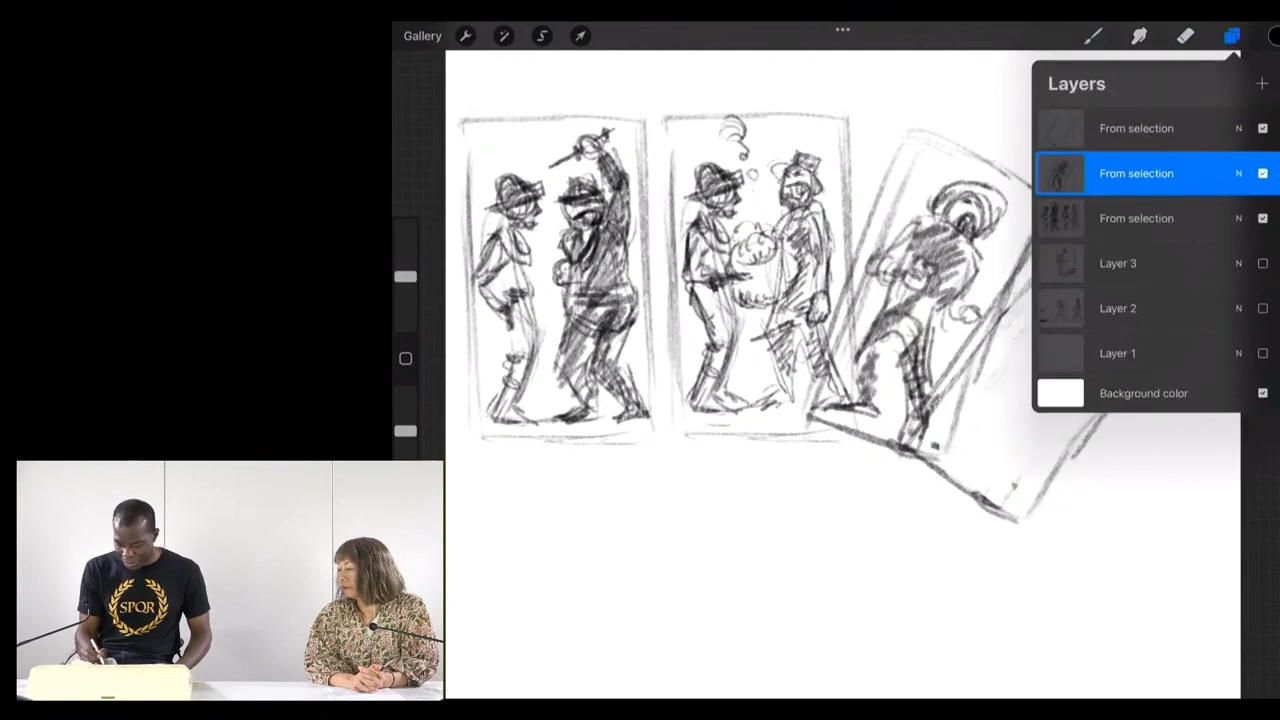 Gallery
Layers
From selection N
From selection N
From selection N
Layer 3 N
Layer 2 N
Layer 1 N
Background color
SPQR